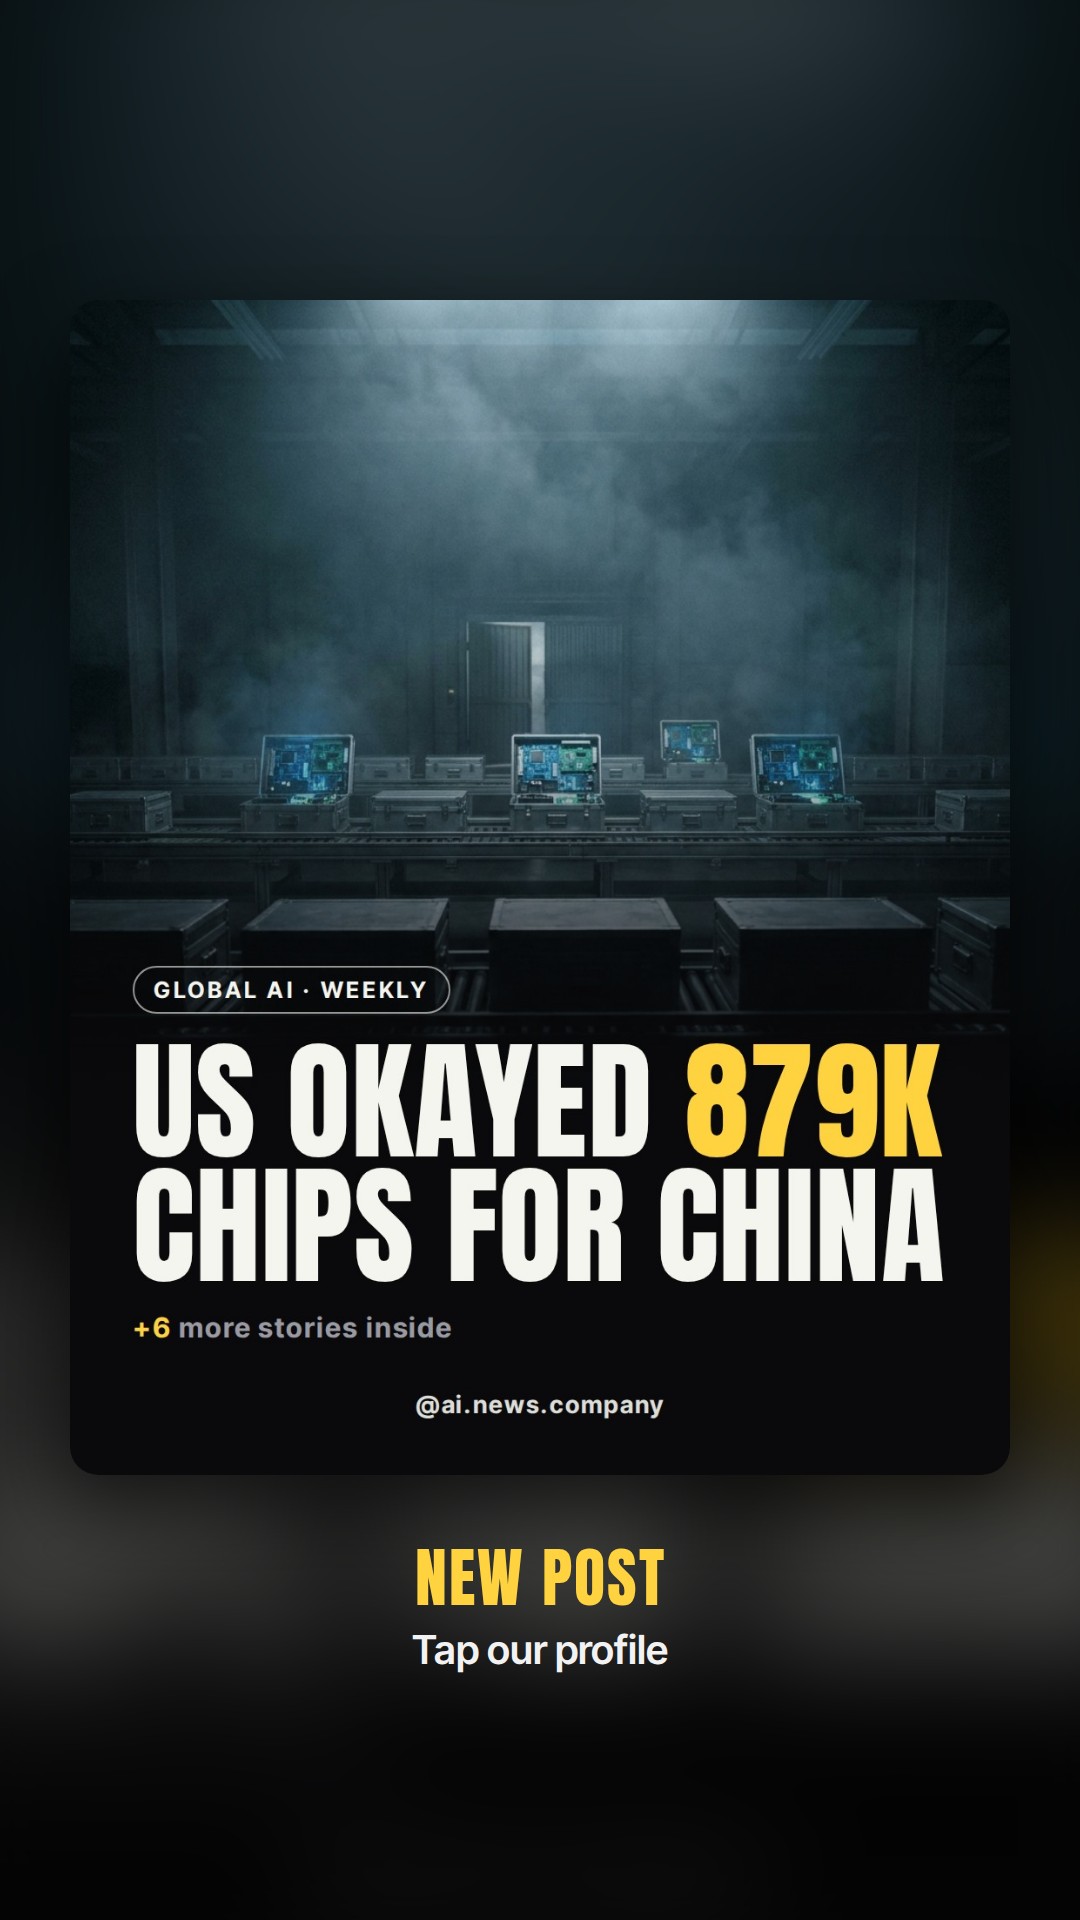 GLOBAL AI · WEEKLY
US OKAYED 879K
CHIPS FOR CHINA
+6 more stories inside
@ai.news.company
NEW POST
Tap our profile